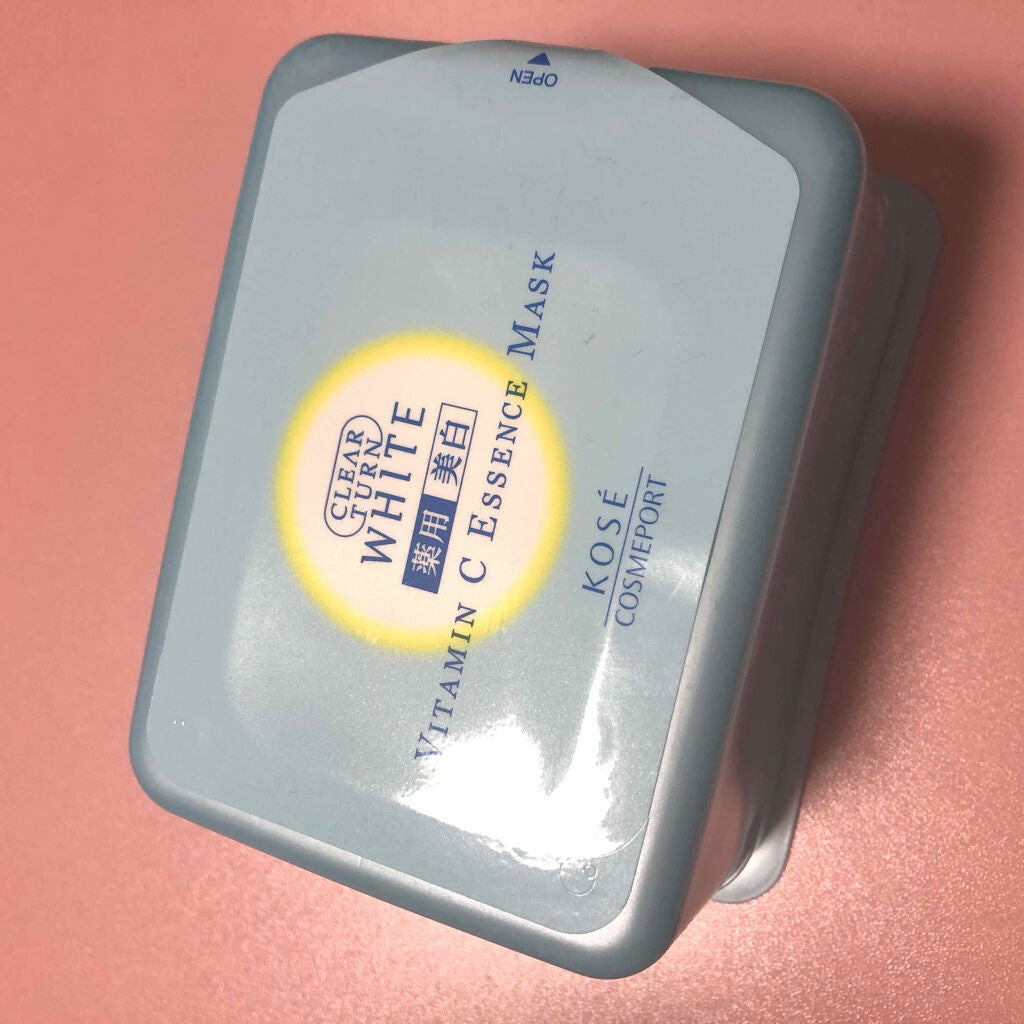 OPEN
CLEAR
TURN
WHITE
薬用 美白
VITAMIN C ESSENCE MASK
KOSÉ
COSMEPORT